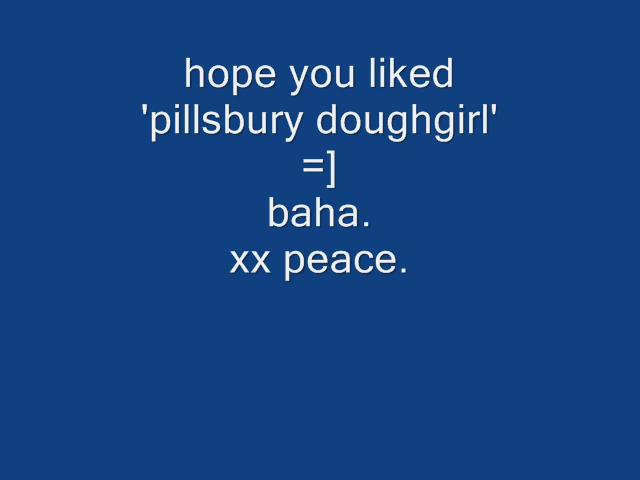 hope you liked
'pillsbury doughgirl'
=]
baha.
xx peace.